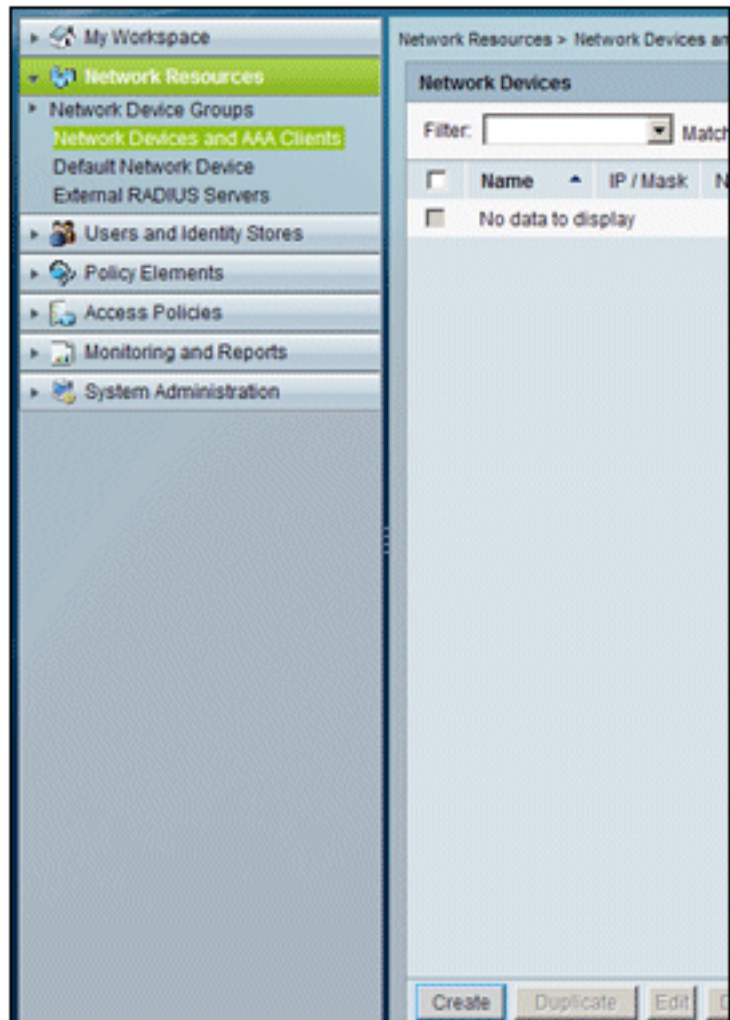 My Workspace
Network Resources
Network Device Groups
Network Devices and AAA Clients
Default Network Device
External RADIUS Servers
Users and Identity Stores
Policy Elements
Access Policies
Monitoring and Reports
System Administration
Network Resources > Network Devices an
Network Devices
Filter: Match
Name IP / Mask N
No data to display
Create Duplicate Edit D